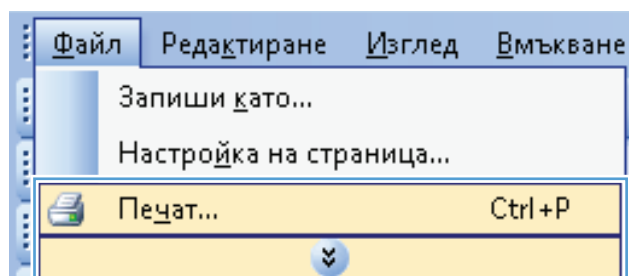 Файл Редактиране Изглед Вмъкване
Запиши като...
Настройка на страница...
Печат... Ctrl+P